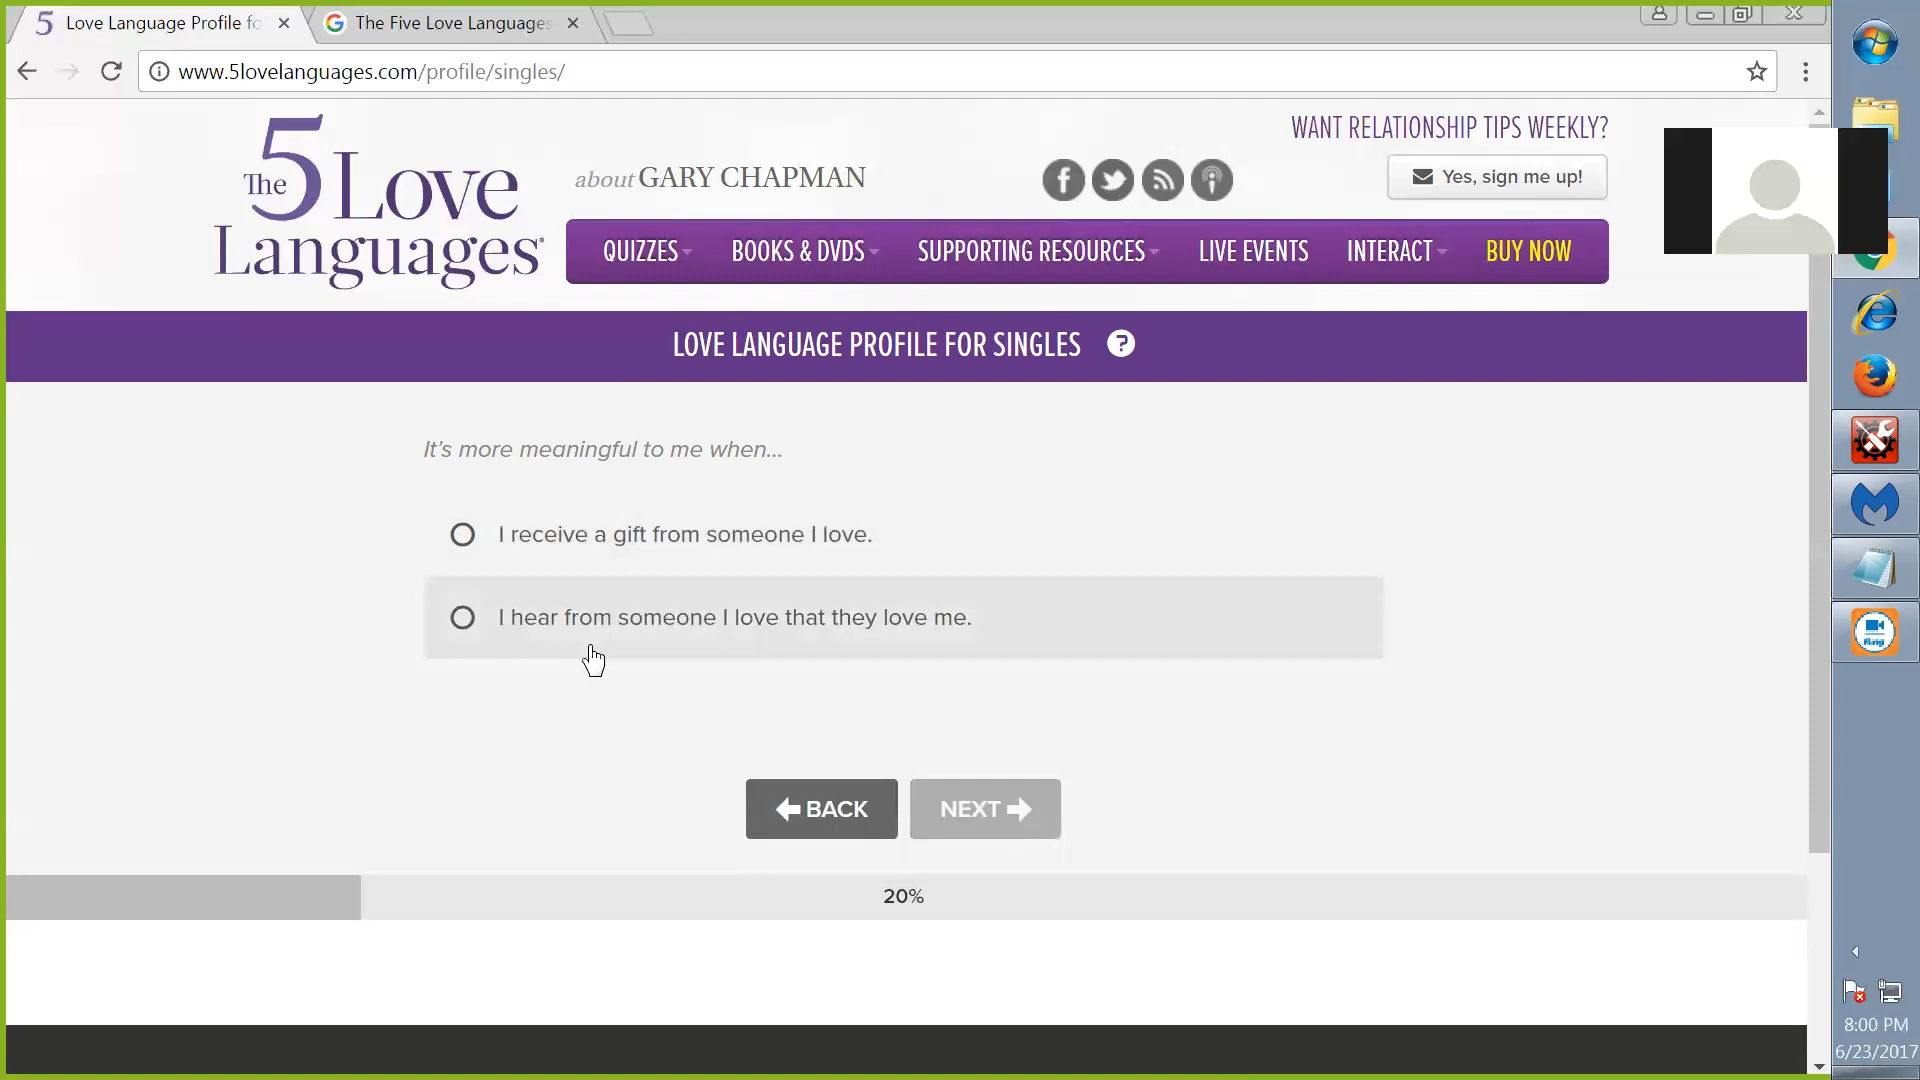 Love Language Profile fo
The Five Love Languages
www.5lovelanguages.com/profile/singles/
The 5 Love Languages
about GARY CHAPMAN
WANT RELATIONSHIP TIPS WEEKLY?
Yes, sign me up!
QUIZZES BOOKS & DVDS SUPPORTING RESOURCES LIVE EVENTS INTERACT BUY NOW
LOVE LANGUAGE PROFILE FOR SINGLES ?
It's more meaningful to me when...
I receive a gift from someone I love.
I hear from someone I love that they love me.
BACK NEXT
20%
8:00 PM
6/23/2017